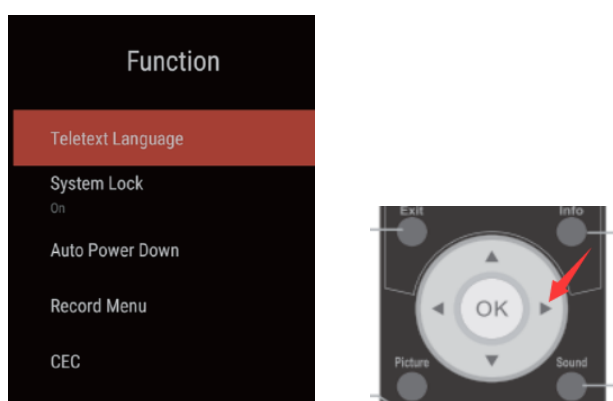 Function
Teletext Language
System Lock
On
Auto Power Down
Record Menu
CEC
Exit
Info
OK
Picture
Sound